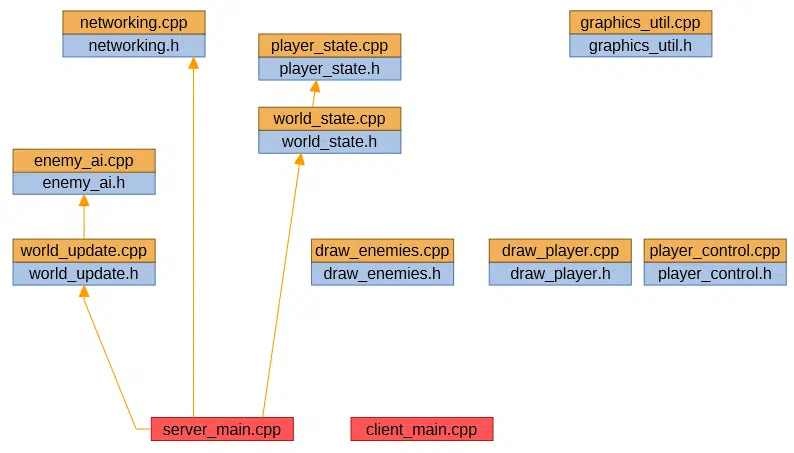 networking.cpp
networking.h
player_state.cpp
player_state.h
graphics_util.cpp
graphics_util.h
world_state.cpp
world_state.h
enemy_ai.cpp
enemy_ai.h
world_update.cpp
world_update.h
draw_enemies.cpp
draw_enemies.h
draw_player.cpp
draw_player.h
player_control.cpp
player_control.h
server_main.cpp
client_main.cpp